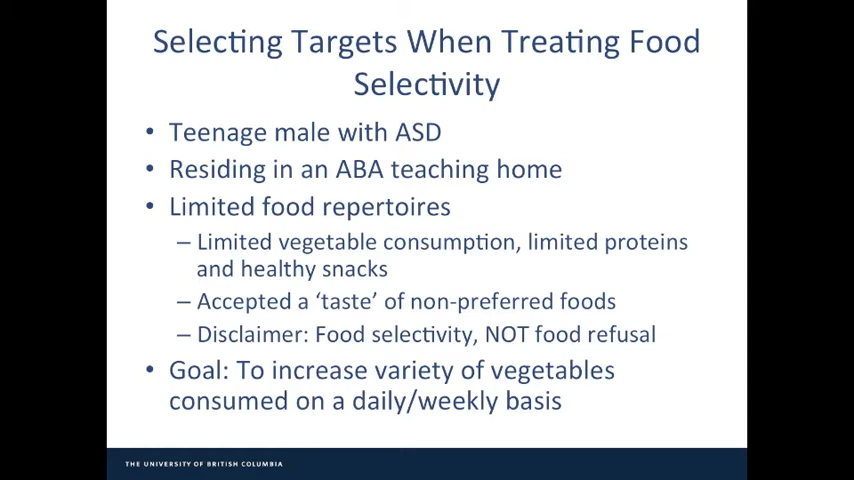 Selecting Targets When Treating Food
Selectivity
• Teenage male with ASD
• Residing in an ABA teaching home
• Limited food repertoires
– Limited vegetable consumption, limited proteins
and healthy snacks
– Accepted a ‘taste’ of non-preferred foods
– Disclaimer: Food selectivity, NOT food refusal
• Goal: To increase variety of vegetables
consumed on a daily/weekly basis
THE UNIVERSITY OF BRITISH COLUMBIA